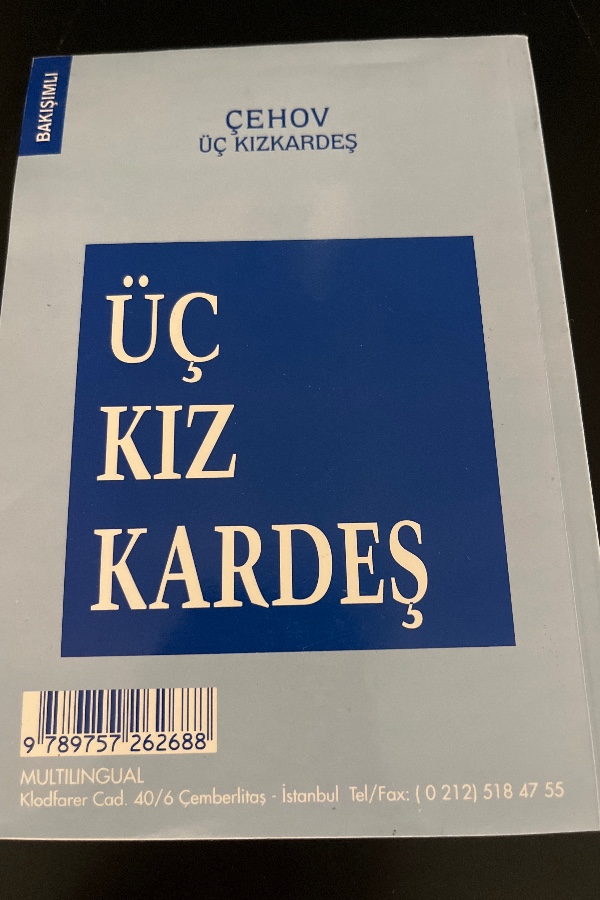 BAKIŞIMLI
ÇEHOV
ÜÇ KIZKARDEŞ
ÜÇ
KIZ
KARDEŞ
9 789757 262688
MULTILINGUAL
Klodfarer Cad. 40/6 Çemberlitaş - İstanbul Tel/Fax: ( 0 212) 518 47 55